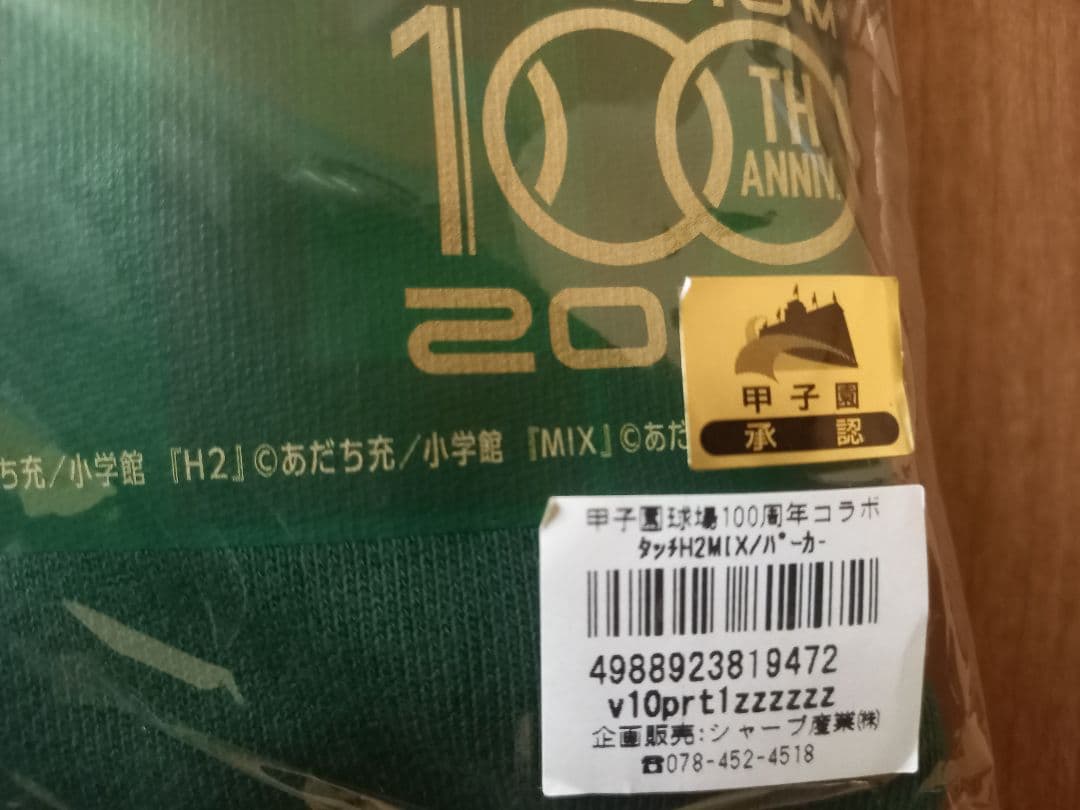 100
TH
ANNIV.
20
ち充／小学館 『H2』©あだち充／小学館 『MIX』©あだ
甲子園
承認
甲子園球場100周年コラボ
ﾀｯﾁH2MIX/ﾊﾟｰｶｰ
4988923819472
v10prt1zzzzzz
企画販売:シャープ産業㈱
☎078-452-4518